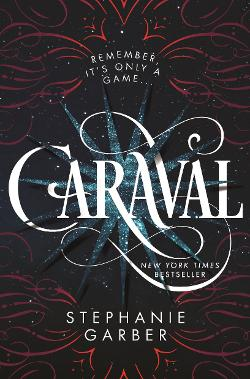 REMEMBER,
IT'S ONLY A
GAME.
CARAVAL
NEW YORK TIMES
BESTSELLER
STEPHANIE
GARBER